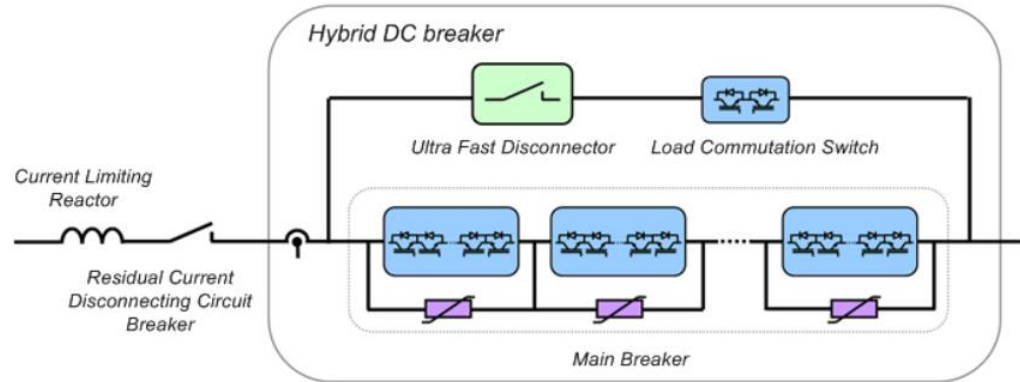 Hybrid DC breaker
Ultra Fast Disconnector
Load Commutation Switch
Current Limiting
Reactor
Residual Current
Disconnecting Circuit
Breaker
Main Breaker